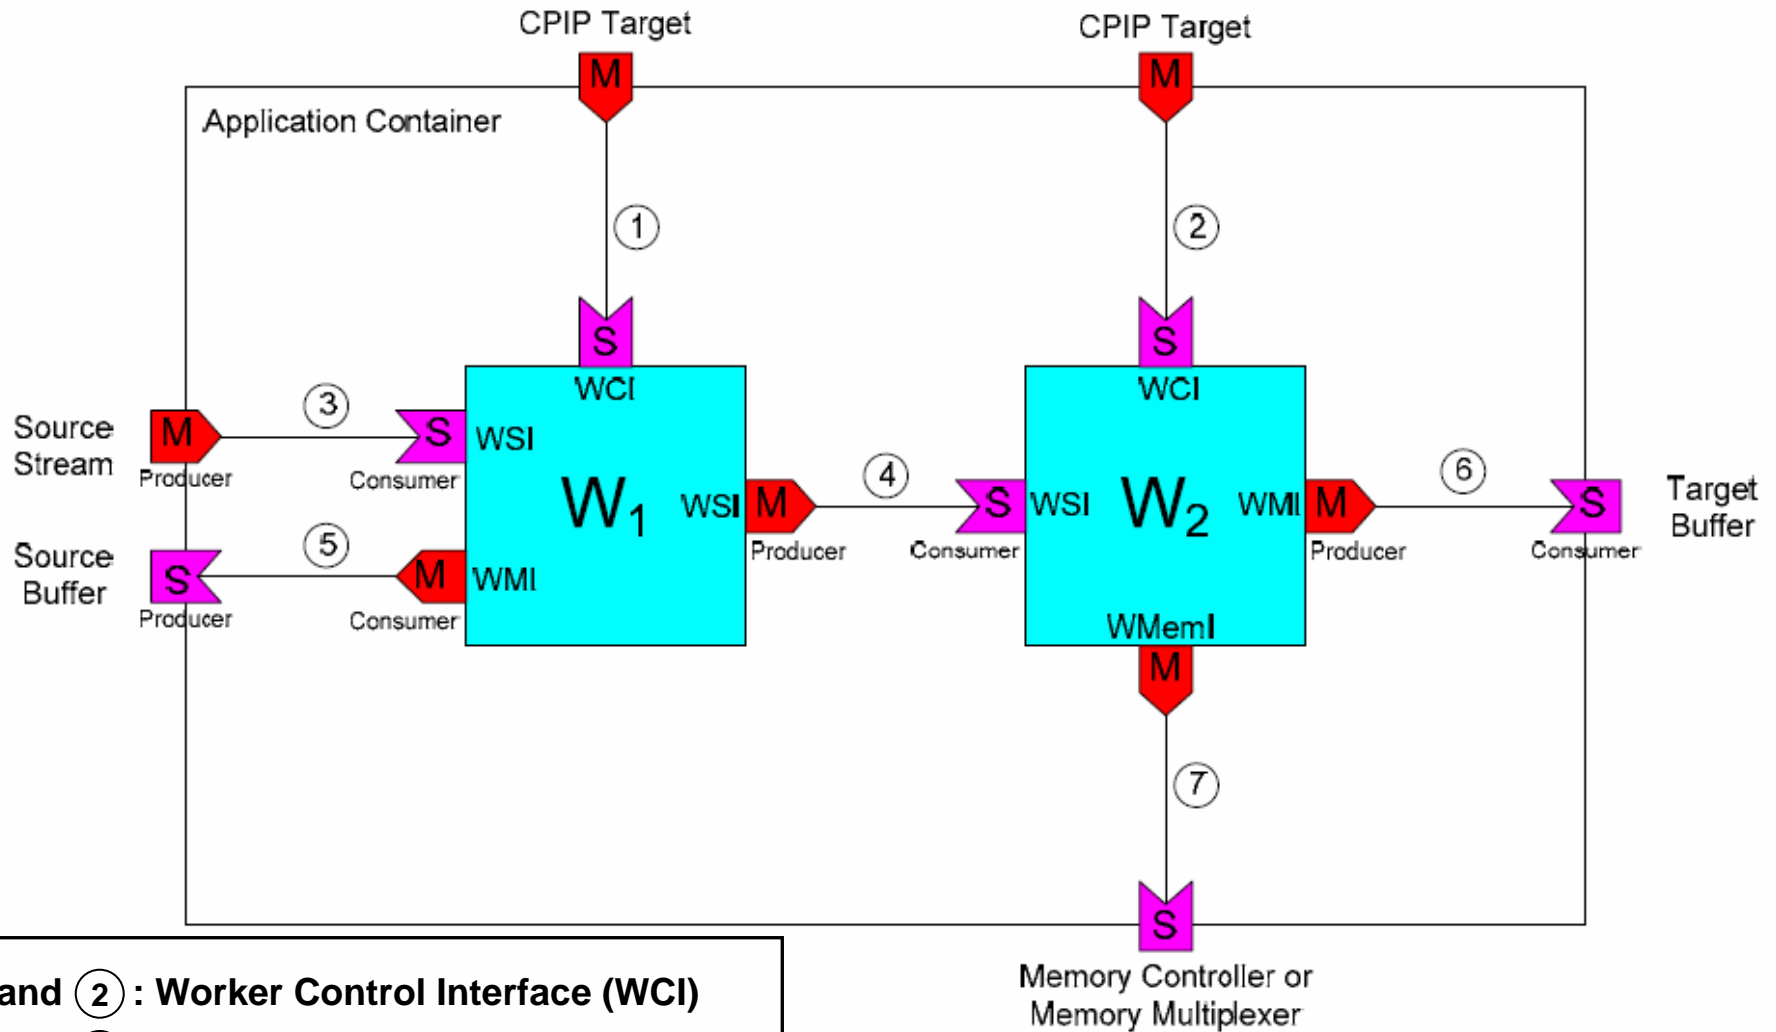 CPIP Target
CPIP Target
M
M
Application Container
1
2
S
S
WCI
WCI
3
Source
Stream
M
S
WSI
Producer
Consumer
W1
WSI
M
4
S
WSI
W2
WMI
M
6
S
Target
Buffer
Producer
Consumer
Producer
Consumer
Source
Buffer
5
S
M
WMI
Producer
Consumer
WMemI
M
7
S
Memory Controller or
Memory Multiplexer
and 2 : Worker Control Interface (WCI)